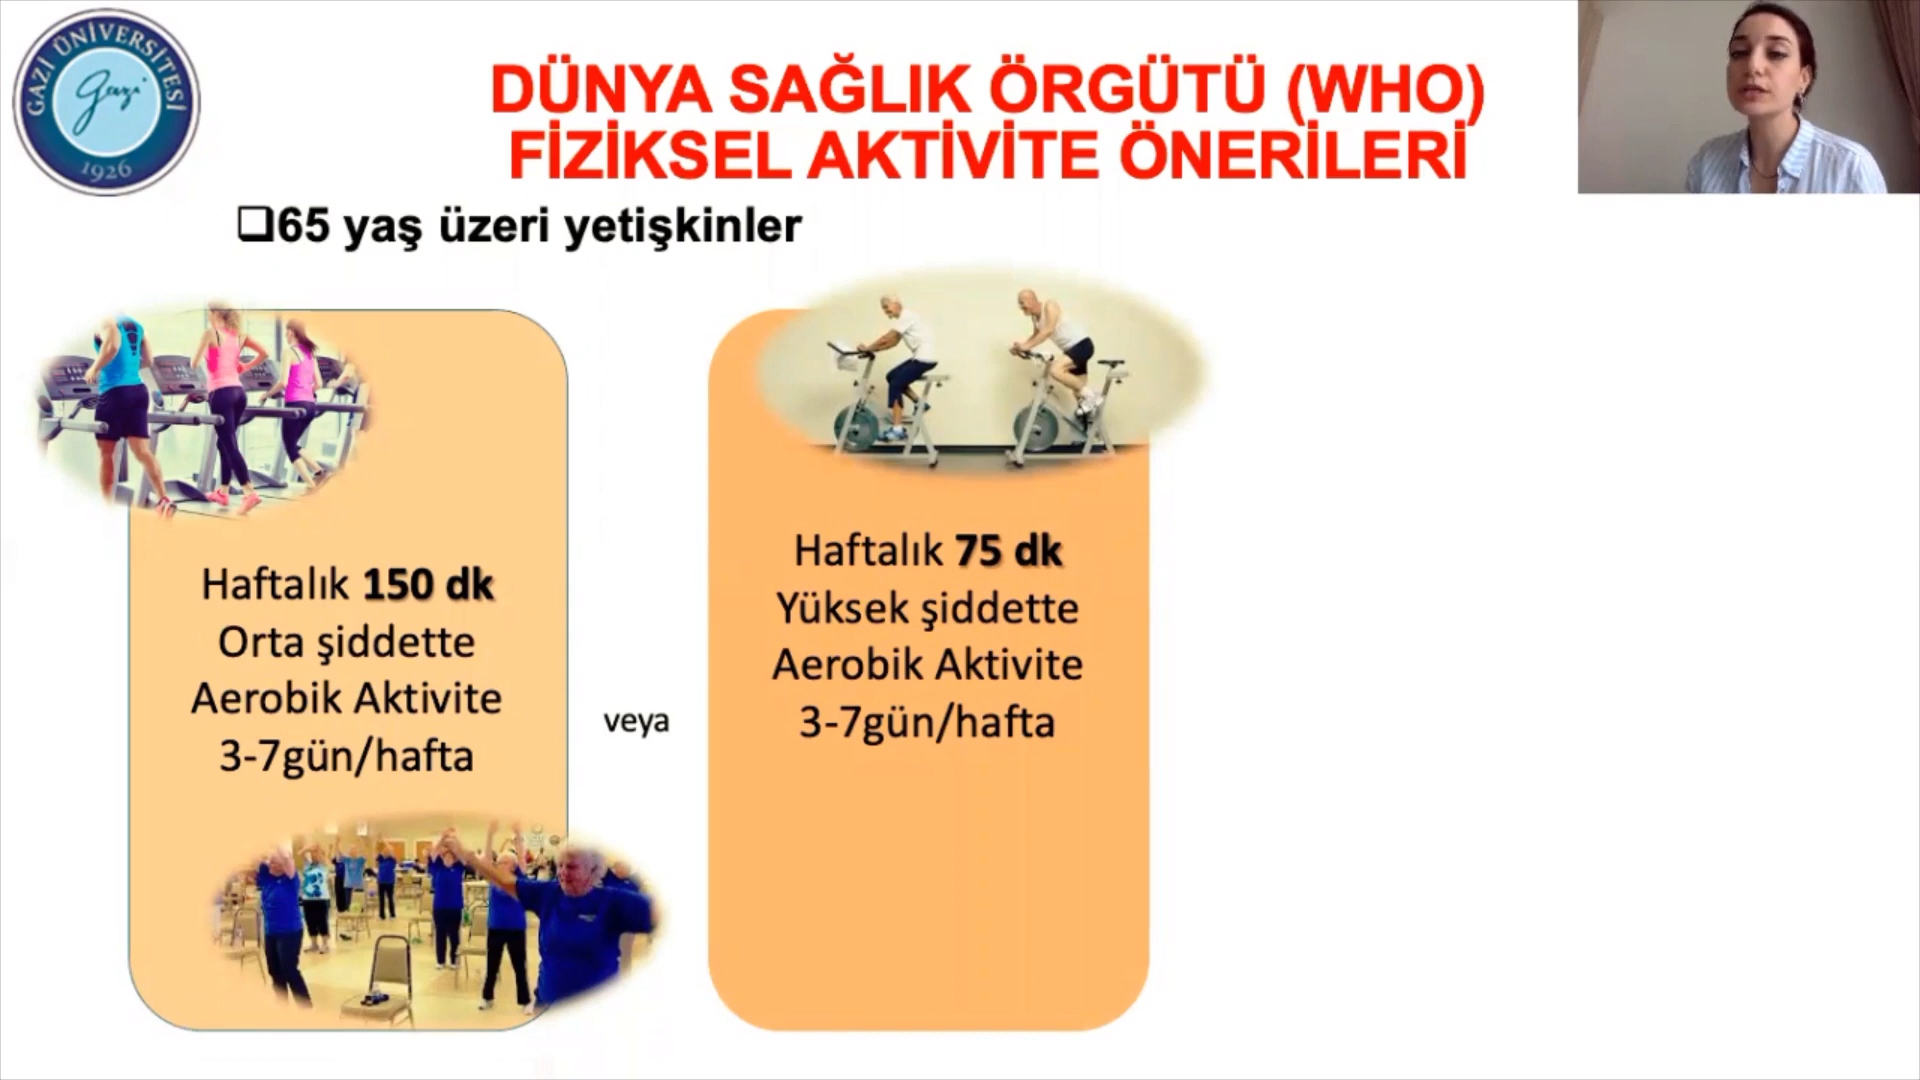 GAZİ ÜNİVERSİTESİ
Gazi
1926
DÜNYA SAĞLIK ÖRGÜTÜ (WHO)
FİZİKSEL AKTİVİTE ÖNERİLERİ
❑65 yaş üzeri yetişkinler
Haftalık 150 dk
Orta şiddette
Aerobik Aktivite
3-7gün/hafta
veya
Haftalık 75 dk
Yüksek şiddette
Aerobik Aktivite
3-7gün/hafta